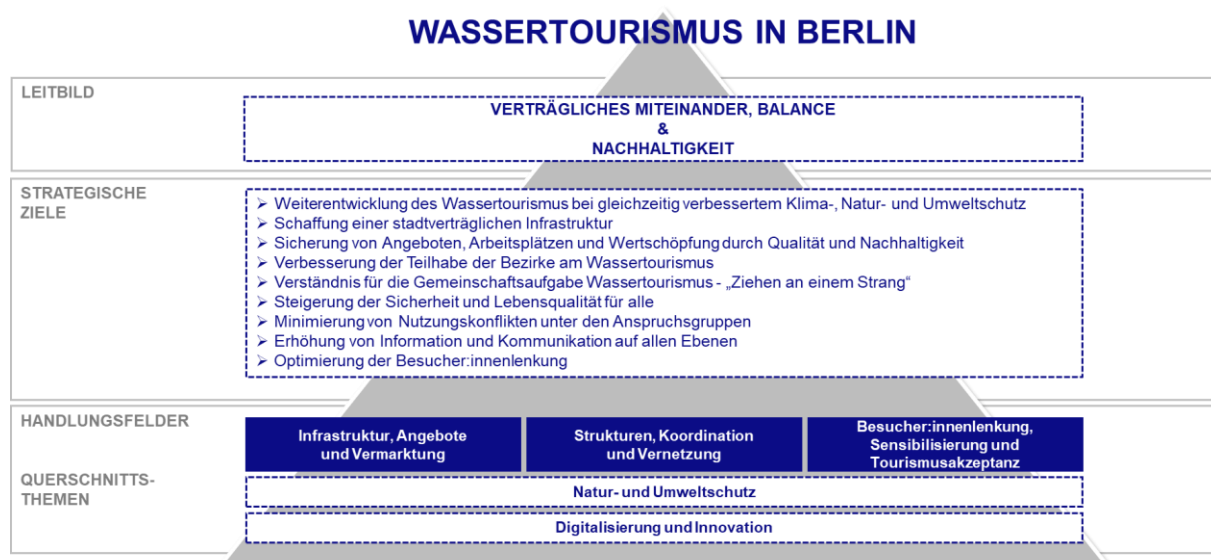 WASSERTOURISMUS IN BERLIN
LEITBILD
VERTRÄGLICHES MITEINANDER, BALANCE
&
NACHHALTIGKEIT
STRATEGISCHE
ZIELE
➢ Weiterentwicklung des Wassertourismus bei gleichzeitig verbessertem Klima-, Natur- und Umweltschutz
➢ Schaffung einer stadtverträglichen Infrastruktur
➢ Sicherung von Angeboten, Arbeitsplätzen und Wertschöpfung durch Qualität und Nachhaltigkeit
➢ Verbesserung der Teilhabe der Bezirke am Wassertourismus
➢ Verständnis für die Gemeinschaftsaufgabe Wassertourismus - „Ziehen an einem Strang“
➢ Steigerung der Sicherheit und Lebensqualität für alle
➢ Minimierung von Nutzungskonflikten unter den Anspruchsgruppen
➢ Erhöhung von Information und Kommunikation auf allen Ebenen
➢ Optimierung der Besucher:innenlenkung
HANDLUNGSFELDER
Infrastruktur, Angebote
und Vermarktung
Strukturen, Koordination
und Vernetzung
Besucher:innenlenkung,
Sensibilisierung und
Tourismusakzeptanz
QUERSCHNITTS-
THEMEN
Natur- und Umweltschutz
Digitalisierung und Innovation